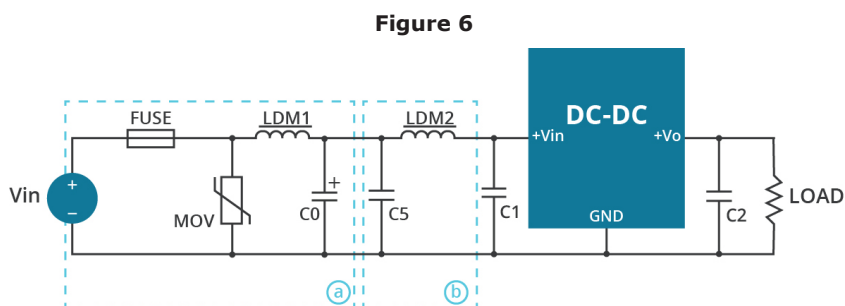 Figure 6
FUSE
LDM1
LDM2
DC-DC
+Vin
+Vo
Vin
+
–
MOV
+
C0
C5
C1
GND
C2
LOAD
a
b